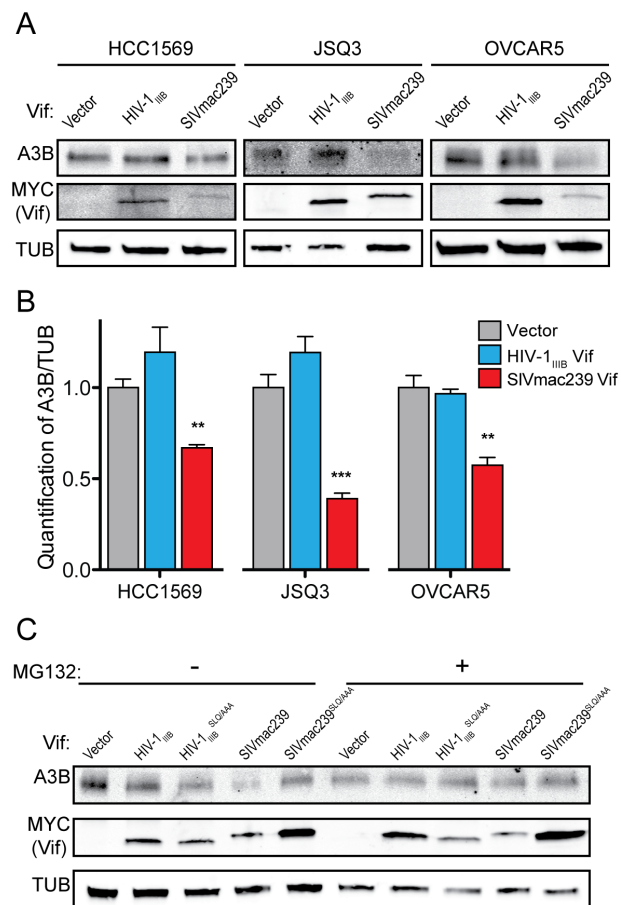 A
HCC1569 JSQ3 OVCAR5
Vif: Vector HIV-1IIIB SIVmac239 Vector HIV-1IIIB SIVmac239 Vector HIV-1IIIB SIVmac239
A3B
MYC
(Vif)
TUB
B
Quantification of A3B/TUB
1.0
0.5
0.0
** *** **
Vector
HIV-1IIIB Vif
SIVmac239 Vif
HCC1569 JSQ3 OVCAR5
C
MG132: - +
Vif: Vector HIV-1IIIB HIV-1IIIB SLQ/AAA SIVmac239 SIVmac239SLQ/AAA Vector HIV-1IIIB HIV-1IIIB SLQ/AAA SIVmac239 SIVmac239SLQ/AAA
A3B
MYC
(Vif)
TUB